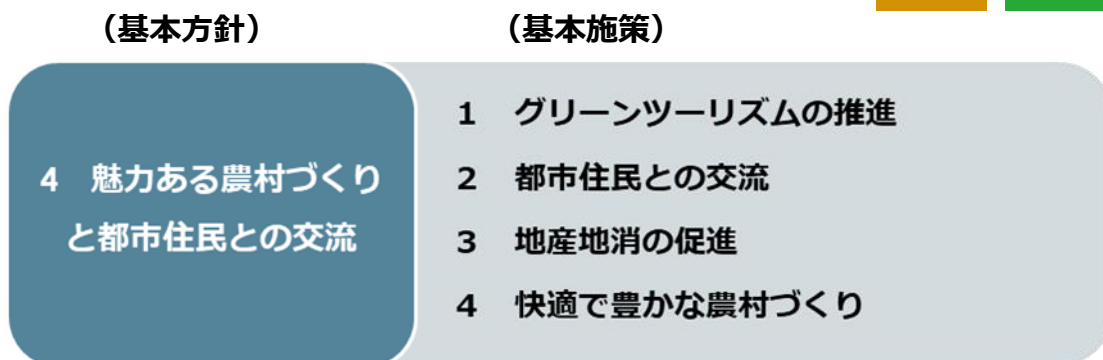 （基本方針）
（基本施策）
4　魅力ある農村づくり
と都市住民との交流
1　グリーンツーリズムの推進
2　都市住民との交流
3　地産地消の促進
4　快適で豊かな農村づくり